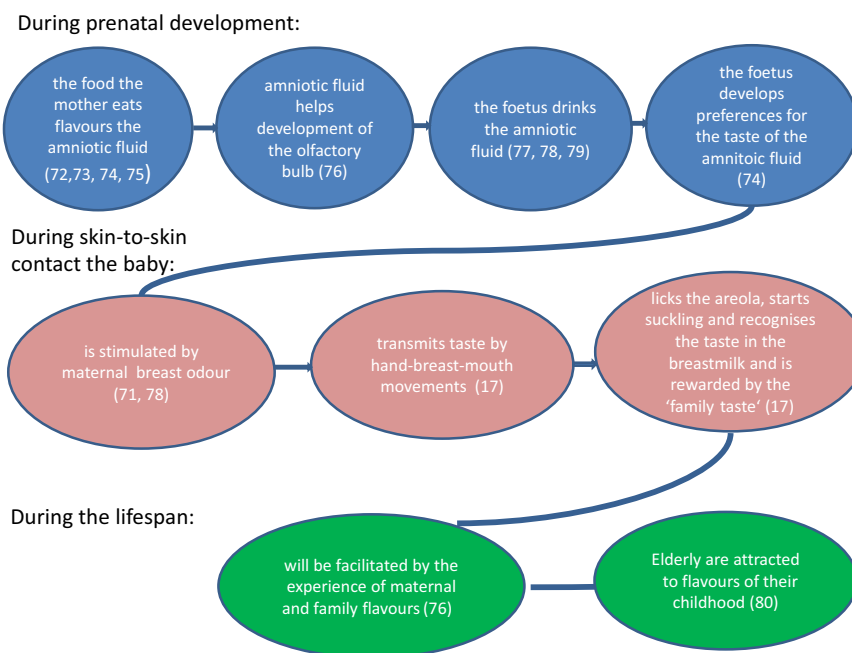 During prenatal development:
the food the
mother eats
flavours the
amniotic fluid
(72,73, 74, 75)
amniotic fluid
helps
development of
the olfactory
bulb (76)
the foetus drinks
the amniotic
fluid (77, 78, 79)
the foetus
develops
preferences for
the taste of the
amnitoic fluid
(74)
During skin-to-skin
contact the baby:
is stimulated by
maternal breast odour
(71, 78)
transmits taste by
hand-breast-mouth
movements (17)
licks the areola, starts
suckling and recognises
the taste in the
breastmilk and is
rewarded by the
‘family taste‘ (17)
During the lifespan:
will be facilitated by the
experience of maternal
and family flavours (76)
Elderly are attracted
to flavours of their
childhood (80)